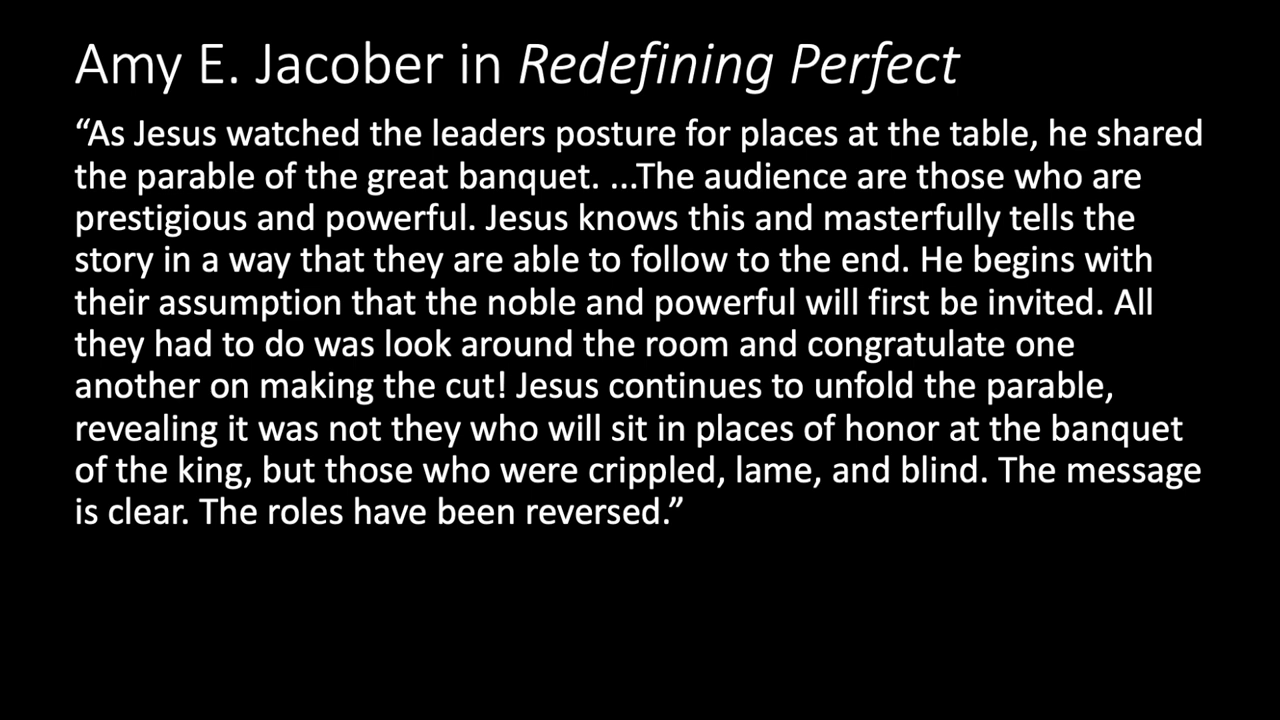 Amy E. Jacober in Redefining Perfect
“As Jesus watched the leaders posture for places at the table, he shared
the parable of the great banquet. ...The audience are those who are
prestigious and powerful. Jesus knows this and masterfully tells the
story in a way that they are able to follow to the end. He begins with
their assumption that the noble and powerful will first be invited. All
they had to do was look around the room and congratulate one
another on making the cut! Jesus continues to unfold the parable,
revealing it was not they who will sit in places of honor at the banquet
of the king, but those who were crippled, lame, and blind. The message
is clear. The roles have been reversed.”